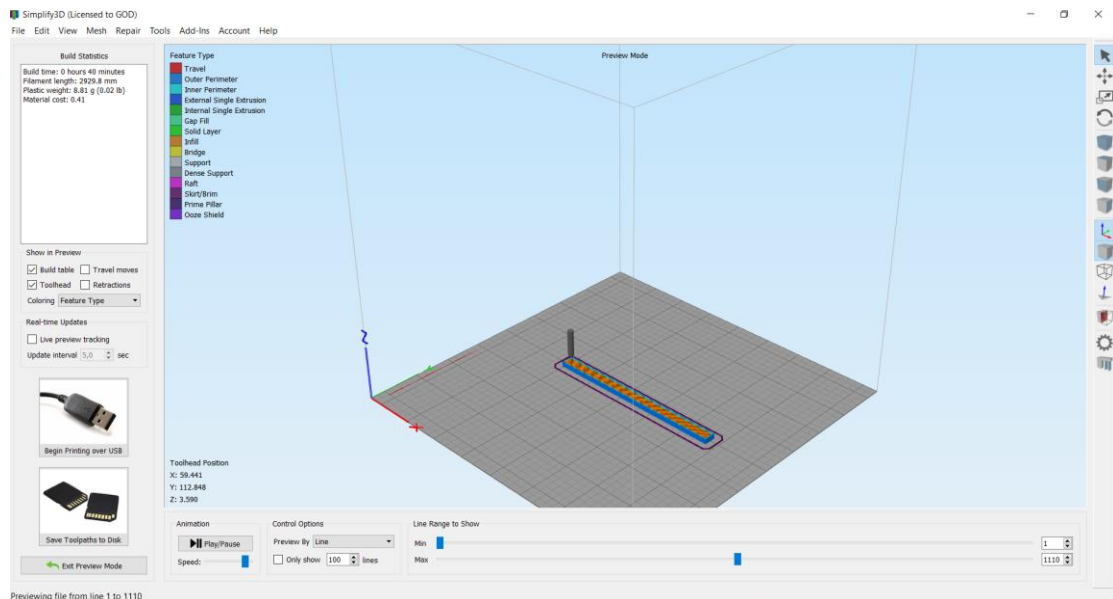 Simplify3D (Licensed to GOD)
File Edit View Mesh Repair Tools Add-Ins Account Help
Build Statistics
Build time: 0 hours 40 minutes
Filament length: 2929.8 mm
Plastic weight: 8.81 g (0.02 lb)
Material cost: 0.41
Show in Preview
Build table Travel moves
Toolhead Retractions
Coloring Feature Type
Real-time Updates
Live preview tracking
Update interval 5,0 sec
Begin Printing over USB
Save Toolpaths to Disk
Exit Preview Mode
Feature Type
Travel
Outer Perimeter
Inner Perimeter
External Single Extrusion
Internal Single Extrusion
Gap Fill
Solid Layer
Infill
Bridge
Support
Dense Support
Raft
Skirt/Brim
Prime Pillar
Ooze Shield
Preview Mode
Toolhead Position
X: 59.441
Y: 112.848
Z: 3.590
Animation
Play/Pause
Speed:
Control Options
Preview By Line
Only show 100 lines
Line Range to Show
Min 1
Max 1110
Previewing file from line 1 to 1110